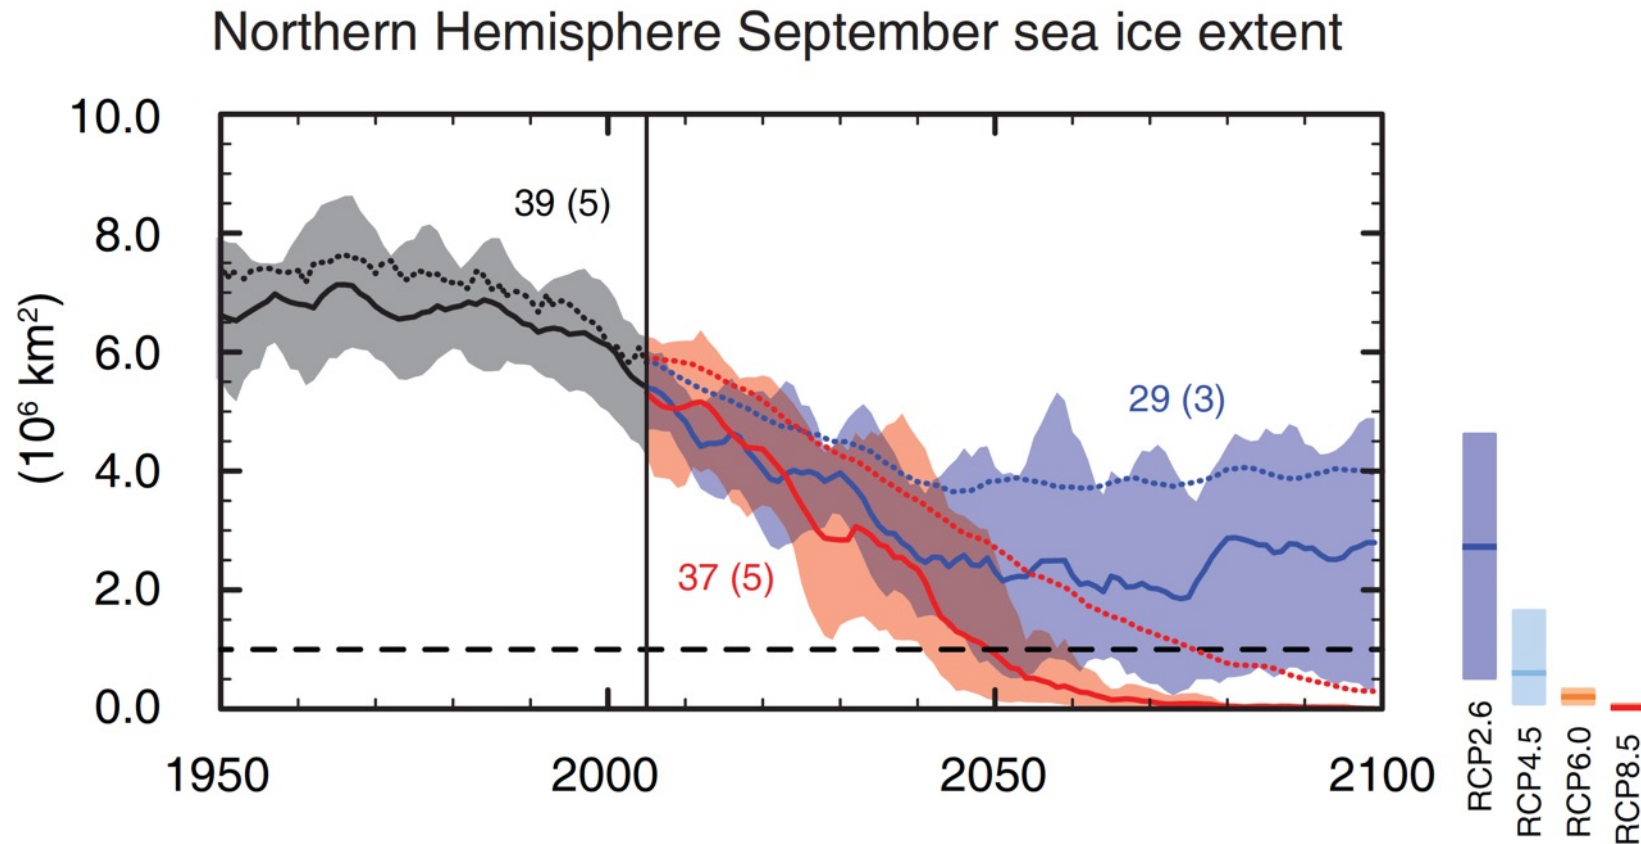 Northern Hemisphere September sea ice extent
(10⁶ km²)
10.0
8.0
6.0
4.0
2.0
0.0
39 (5)
29 (3)
37 (5)
1950 2000 2050 2100
RCP2.6
RCP4.5
RCP6.0
RCP8.5